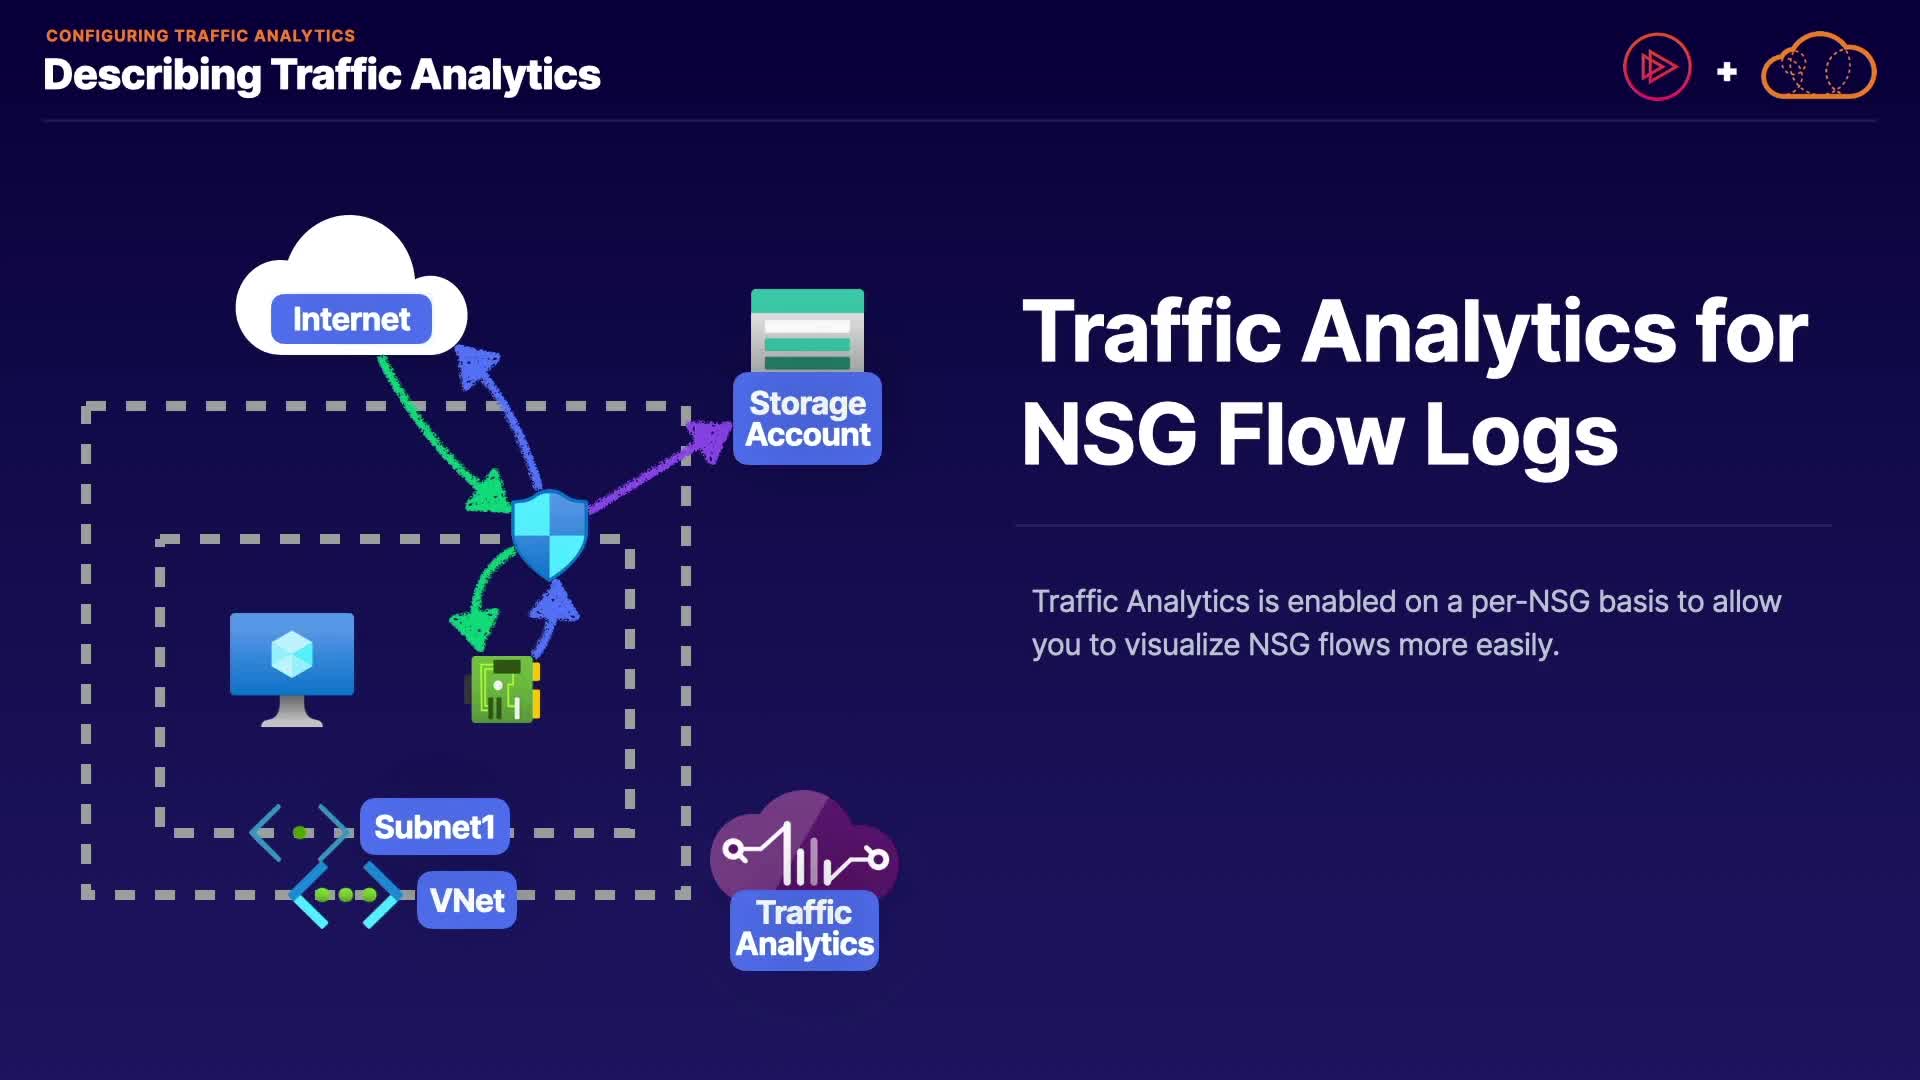 CONFIGURING TRAFFIC ANALYTICS
Describing Traffic Analytics
Internet
Storage
Account
Subnet1
VNet
Traffic
Analytics
Traffic Analytics for
NSG Flow Logs
Traffic Analytics is enabled on a per-NSG basis to allow
you to visualize NSG flows more easily.